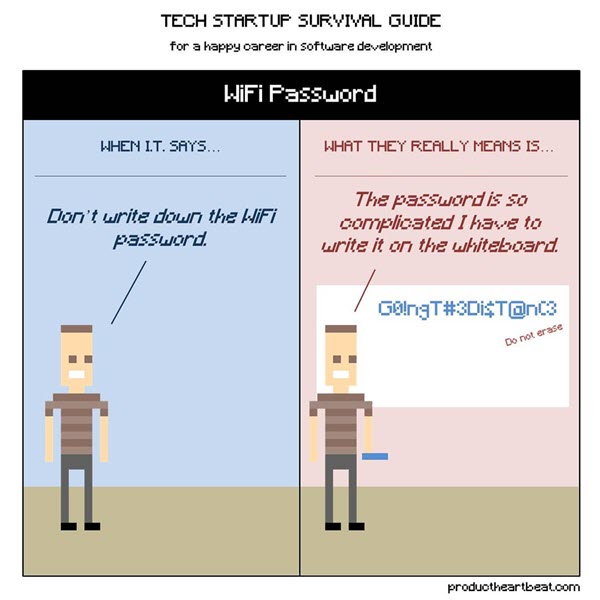 TECH STARTUP SURVIVAL GUIDE
for a happy career in software development
WiFi Password
WHEN I.T. SAYS...
Don't write down the WiFi
password.
WHAT THEY REALLY MEANS IS...
The password is so
complicated I have to
write it on the whiteboard.
G0!ngT#3Di$T@nC3
Do not erase
productheartbeat.com